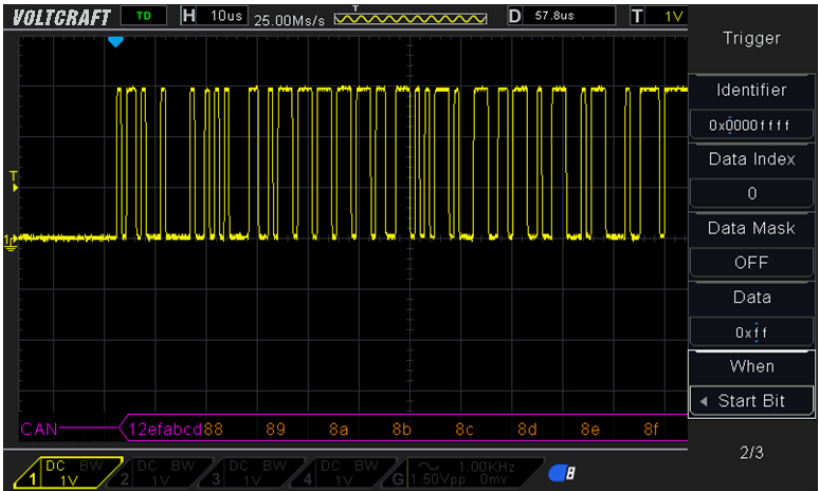 VOLTCRAFT TD H 10us 25.00Ms/s T D 57.8us T 1V
Trigger
Identifier
0x0000ffff
Data Index
0
Data Mask
OFF
Data
0xff
When
Start Bit
2/3
T
1
CAN 12efabcd88 89 8a 8b 8c 8d 8e 8f
1 DC BW 1V 2 DC BW 1V 3 DC BW 1V 4 DC BW 1V G 1.00KHz 1.50Vpp 0mv